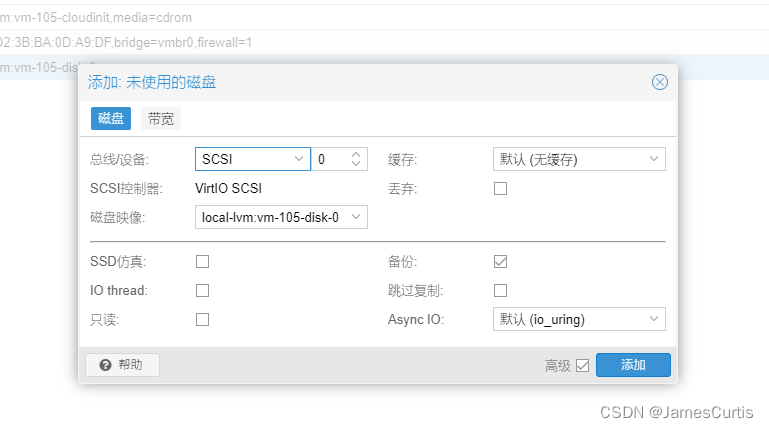 m:vm-105-cloudinit,media=cdrom
02:3B:BA:0D:A9:DF,bridge=vmbr0,firewall=1
m:vm-105-disk-0
添加: 未使用的磁盘
磁盘 带宽
总线/设备: SCSI 0 缓存: 默认 (无缓存)
SCSI控制器: VirtIO SCSI 丢弃:
磁盘映像: local-lvm:vm-105-disk-0
SSD仿真: 备份:
IO thread: 跳过复制:
只读: Async IO: 默认 (io_uring)
帮助 高级 添加
CSDN @JamesCurtis